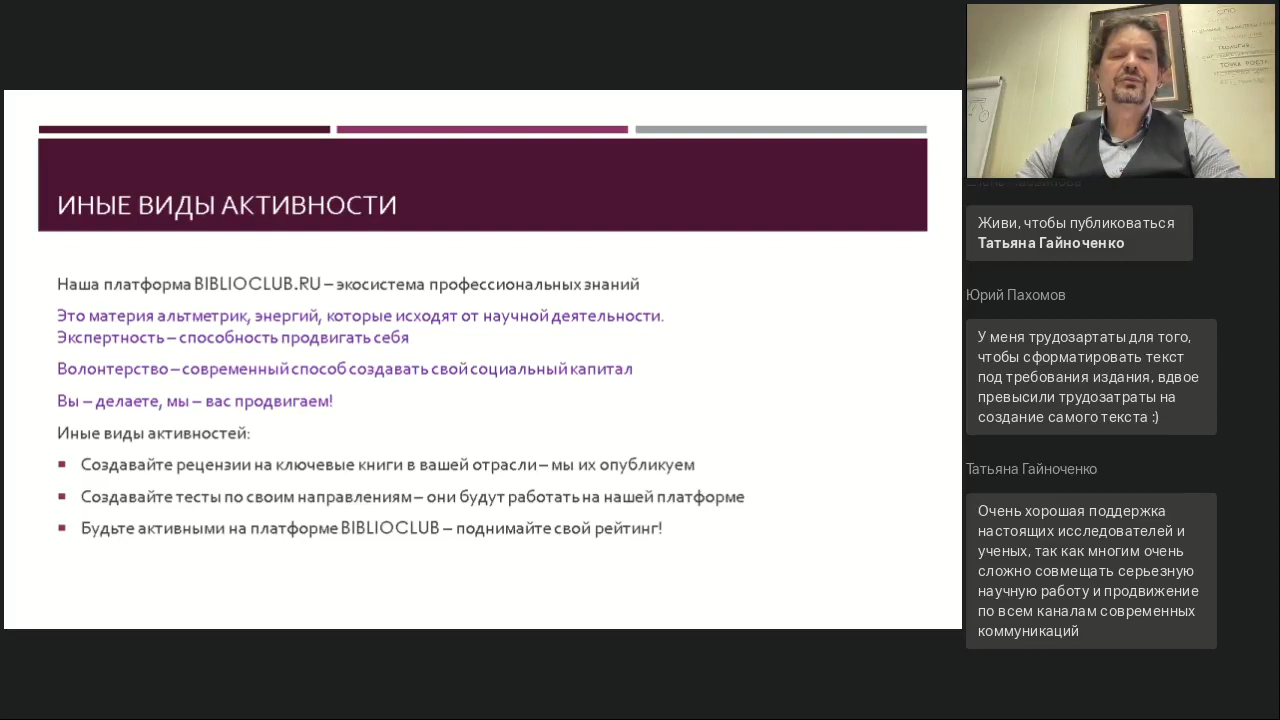 ИНЫЕ ВИДЫ АКТИВНОСТИ
Наша платформа BIBLIOCLUB.RU – экосистема профессиональных знаний
Это материя альтметрик, энергий, которые исходят от научной деятельности.
Экспертность – способность продвигать себя
Волонтерство – современный способ создавать свой социальный капитал
Вы – делаете, мы – вас продвигаем!
Иные виды активностей:
Создавайте рецензии на ключевые книги в вашей отрасли – мы их опубликуем
Создавайте тесты по своим направлениям – они будут работать на нашей платформе
Будьте активными на платформе BIBLIOCLUB – поднимайте свой рейтинг!
ТОЧКА РОСТА
Живи, чтобы публиковаться
Татьяна Гайноченко
Юрий Пахомов
У меня трудозартаты для того,
чтобы сформатировать текст
под требования издания, вдвое
превысили трудозатраты на
создание самого текста :)
Татьяна Гайноченко
Очень хорошая поддержка
настоящих исследователей и
ученых, так как многим очень
сложно совмещать серьезную
научную работу и продвижение
по всем каналам современных
коммуникаций